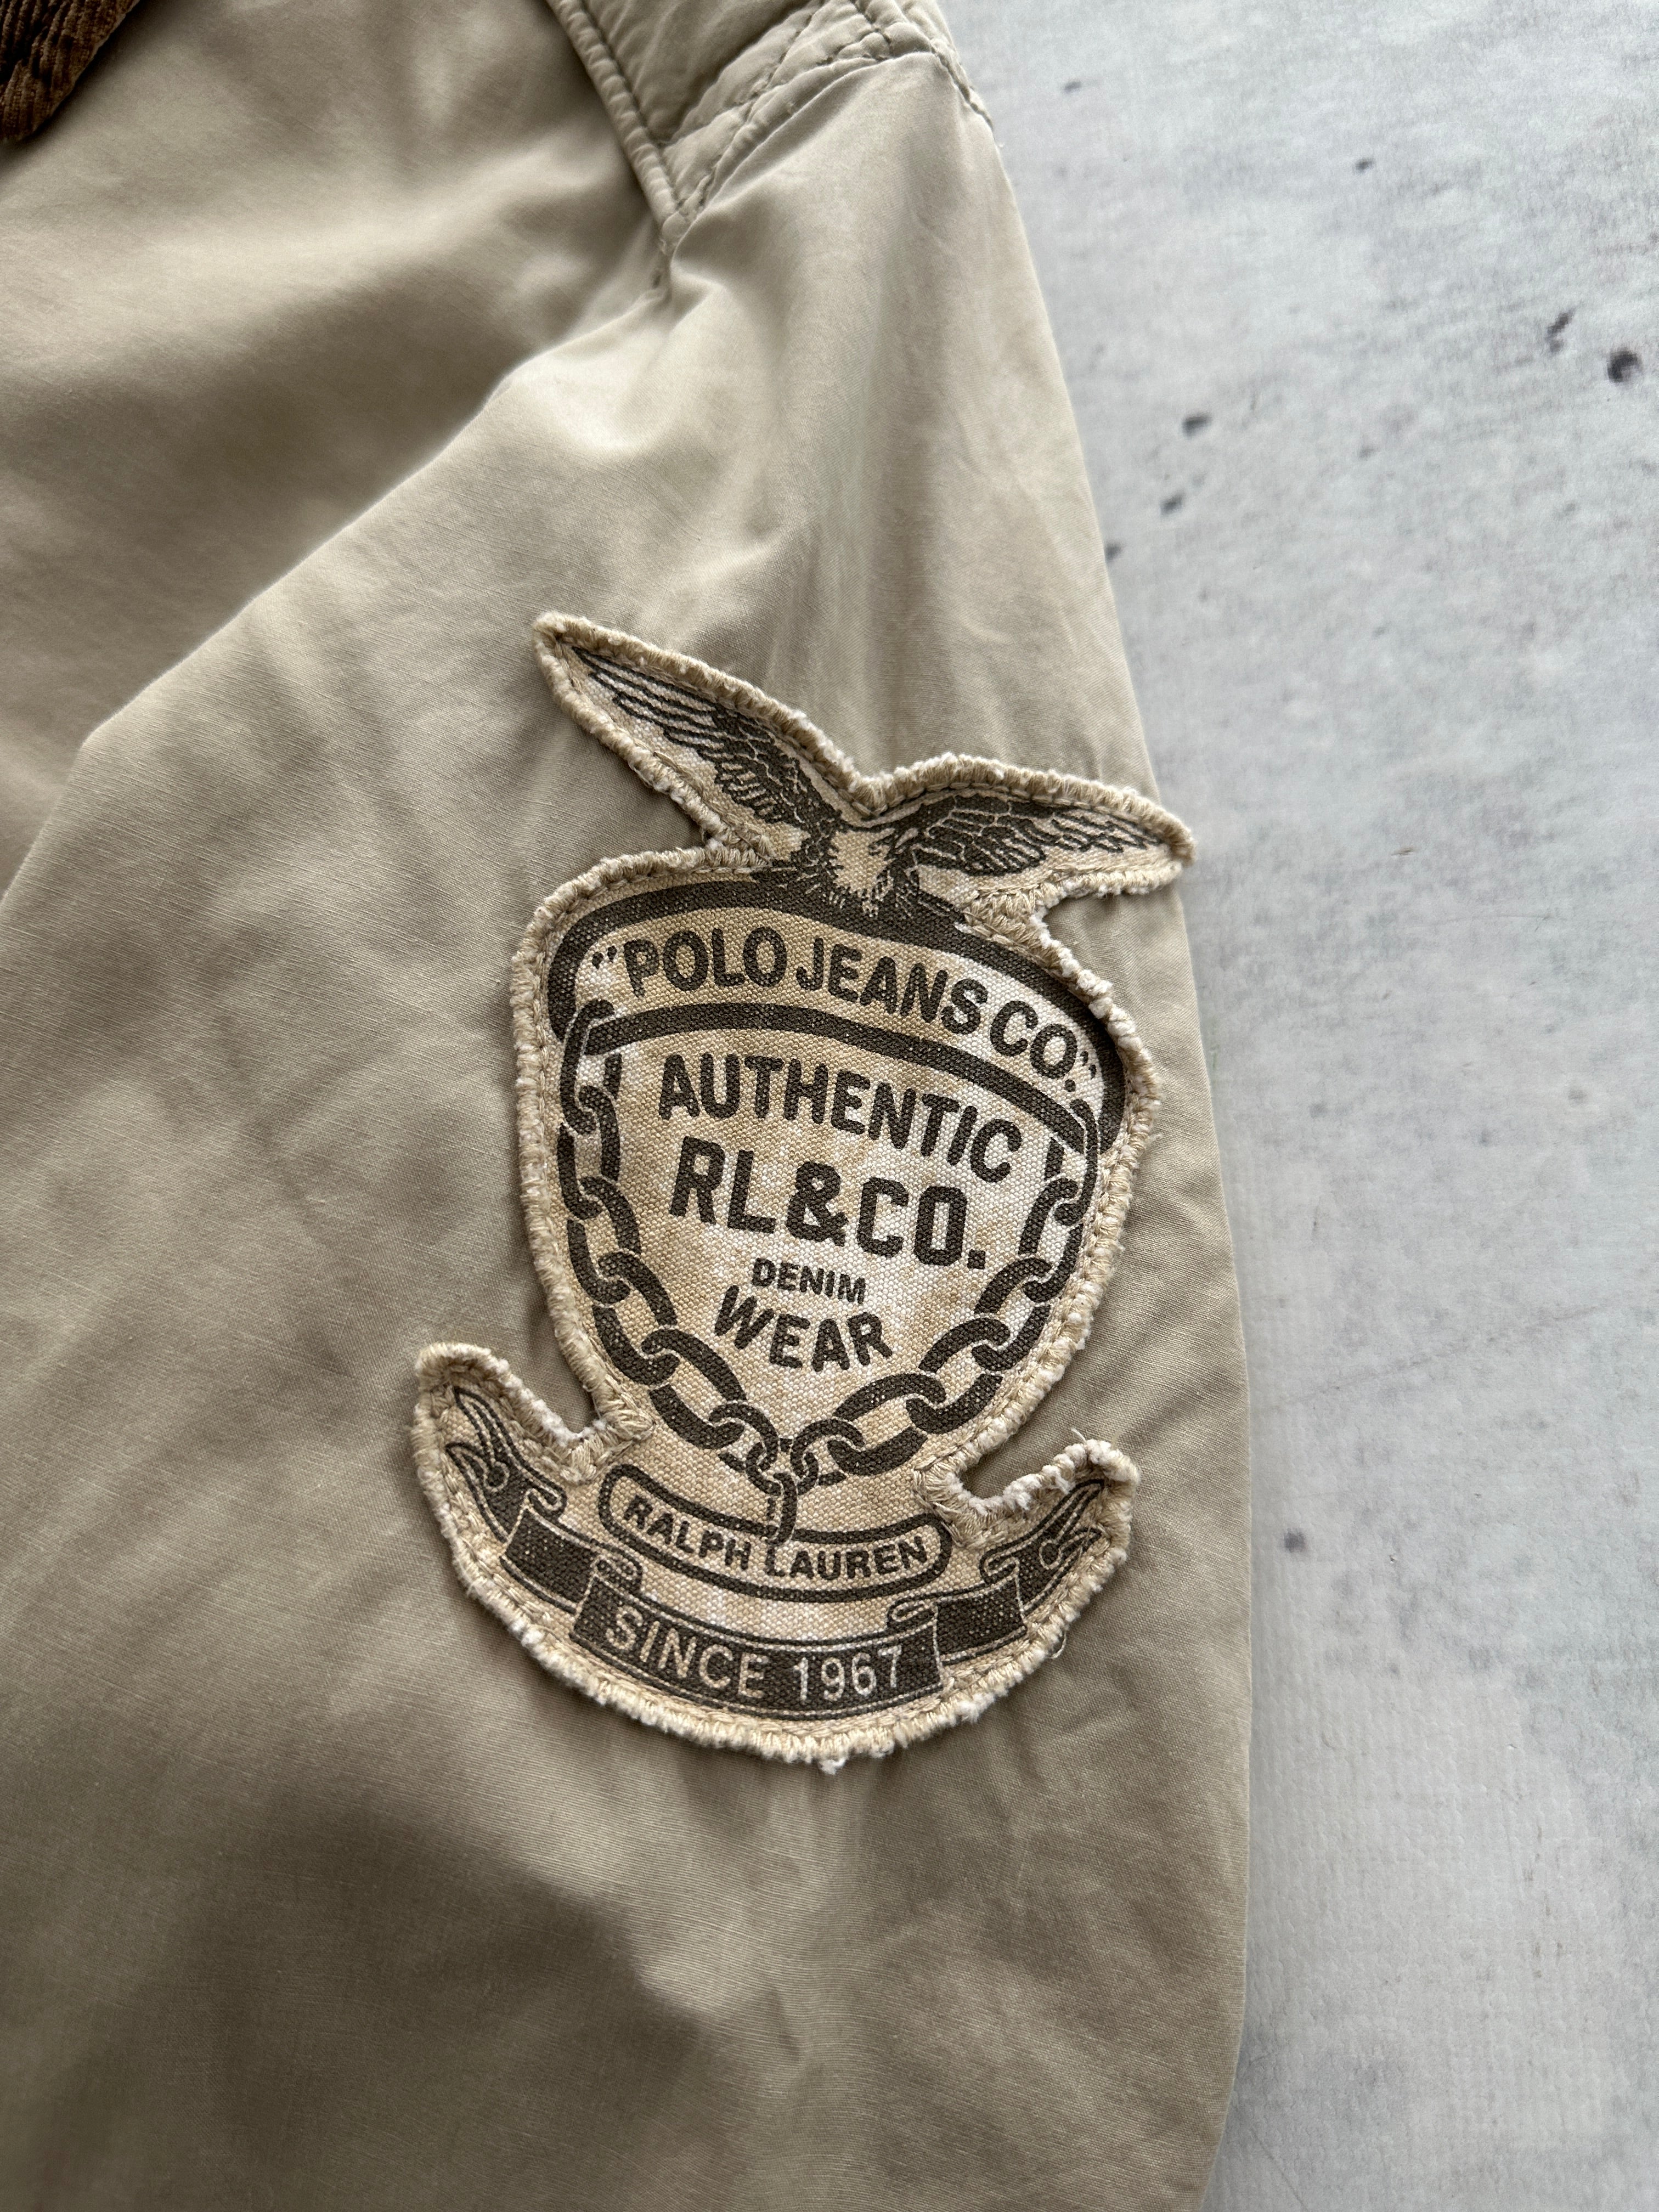 "POLO JEANS CO."
AUTHENTIC
RL&CO.
DENIM
WEAR
RALPH LAUREN
SINCE 1967